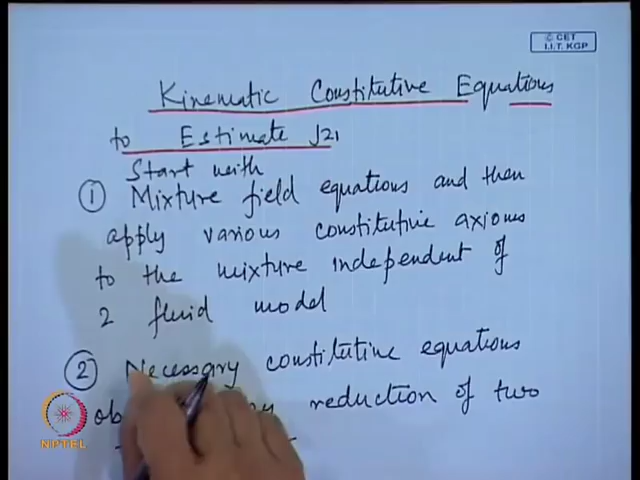 © CET
I.I.T. KGP
Kinematic Constitutive Equations
to Estimate J21
Start with
① Mixture field equations and then
apply various constitutive axioms
to the mixture independent of
2 fluid model
② Necessary constitutive equations
reduction of two
NPTEL